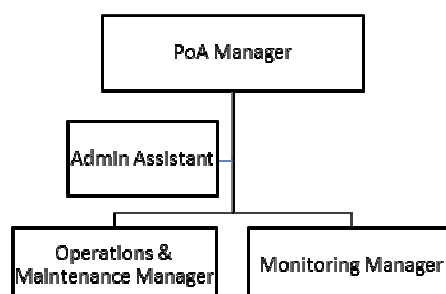 PoA Manager
Admin Assistant
Operations &
Maintenance Manager
Monitoring Manager